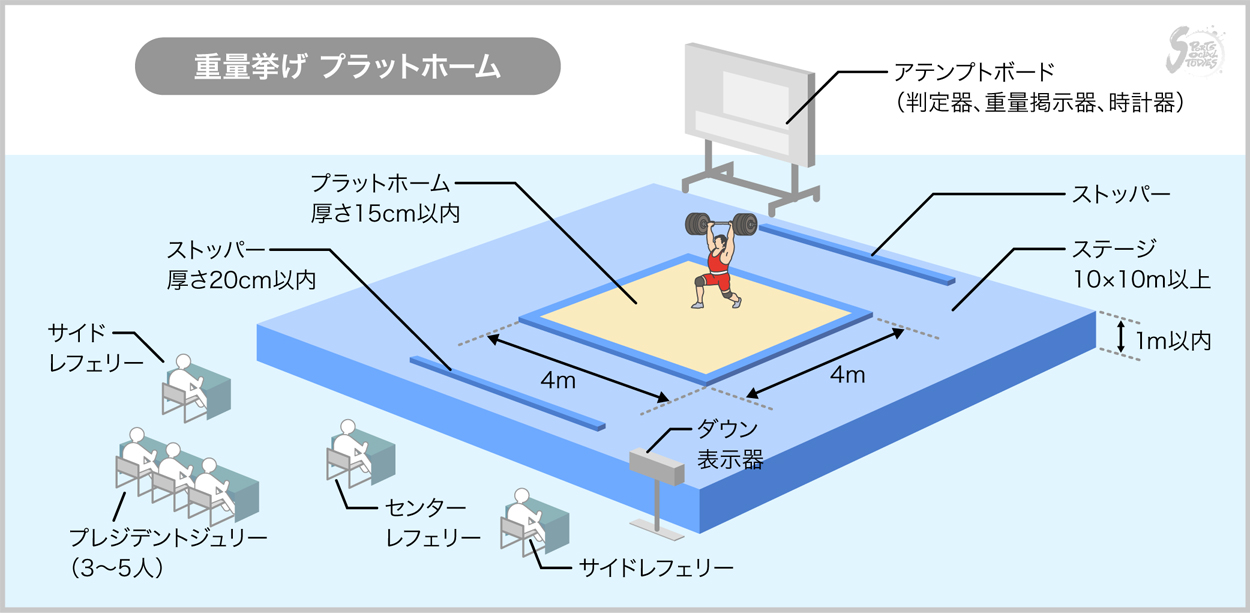 重量挙げ プラットホーム
SPORTS
SOCIAL
STUDIES
アテンプトボード
（判定器、重量掲示器、時計器）
プラットホーム
厚さ15cm以内
ストッパー
ストッパー
厚さ20cm以内
ステージ
10×10m以上
サイド
レフェリー
1m以内
4m
4m
ダウン
表示器
センター
レフェリー
プレジデントジュリー
（3〜5人）
サイドレフェリー